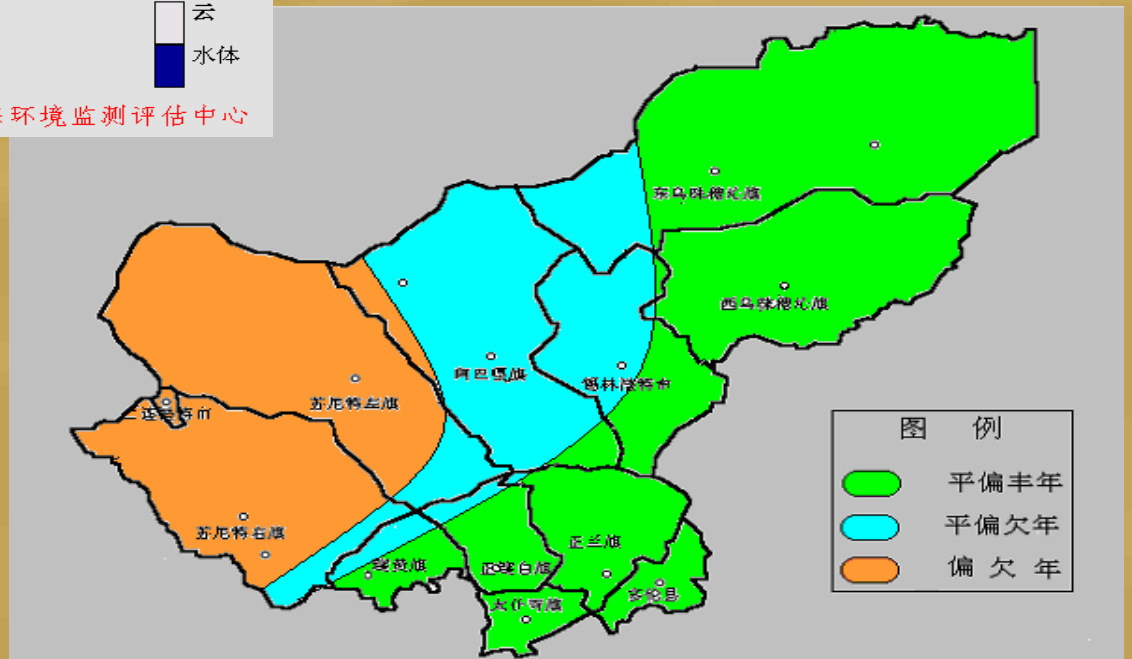 云
水体
环境监测评估中心
东乌珠穆沁旗
西乌珠穆沁旗
阿巴嘎旗
锡林浩特市
苏尼特左旗
二连浩特市
苏尼特右旗
镶黄旗
正镶白旗
正兰旗
太仆寺旗
多伦县
图 例
平偏丰年
平偏欠年
偏欠年